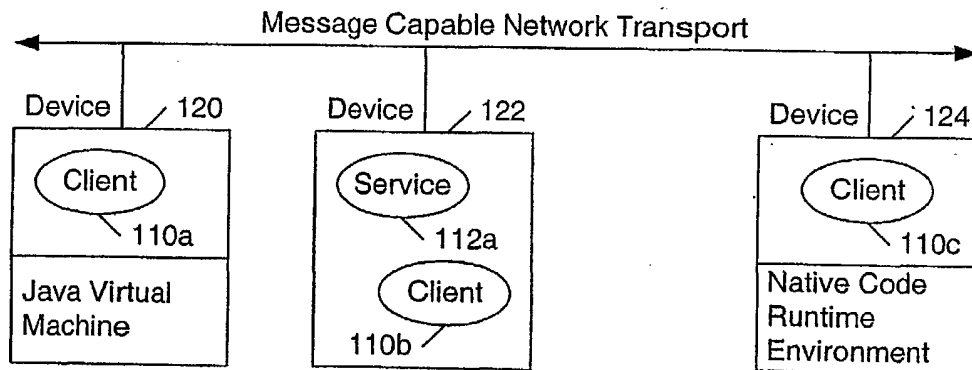 Message Capable Network Transport
Device 120
Device 122
Device 124
Client
110a
Java Virtual
Machine
Service
112a
Client
110b
Client
110c
Native Code
Runtime
Environment